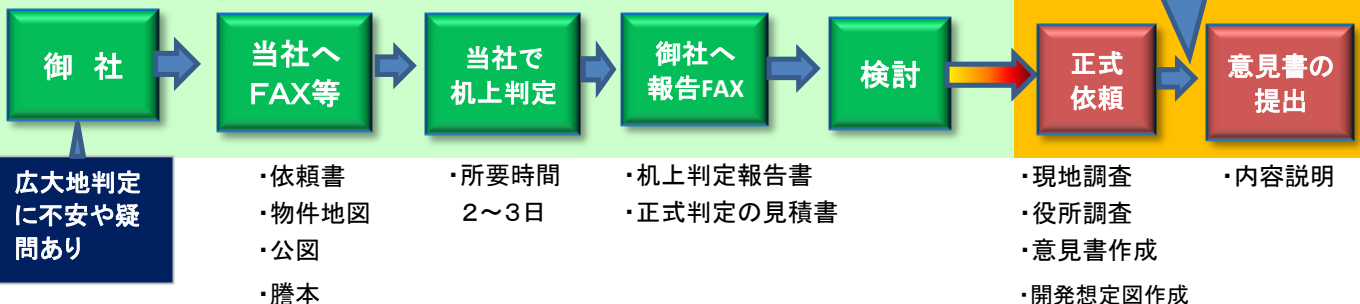 御 社
当社へ
FAX等
当社で
机上判定
御社へ
報告FAX
検討
正式
依頼
意見書の
提出
広大地判定
に不安や疑
問あり
・依頼書
・物件地図
・公図
・謄本
・所要時間
２～３日
・机上判定報告書
・正式判定の見積書
・現地調査
・役所調査
・意見書作成
・開発想定図作成
・内容説明